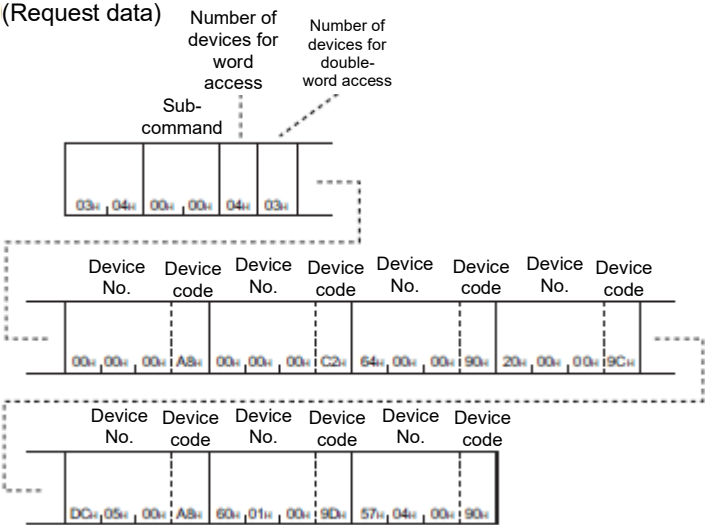 (Request data)
Number of
devices for
word
access
Number of
devices for
double-
word access
Sub-
command
03H 04H 00H 00H 04H 03H
Device No. Device code Device No. Device code Device No. Device code Device No. Device code
00H 00H 00H A8H 00H 00H 00H C2H 64H 00H 00H 90H 20H 00H 00H 9CH
Device No. Device code Device No. Device code Device No. Device code
DCH 05H 00H A8H 60H 01H 00H 9DH 57H 04H 00H 90H